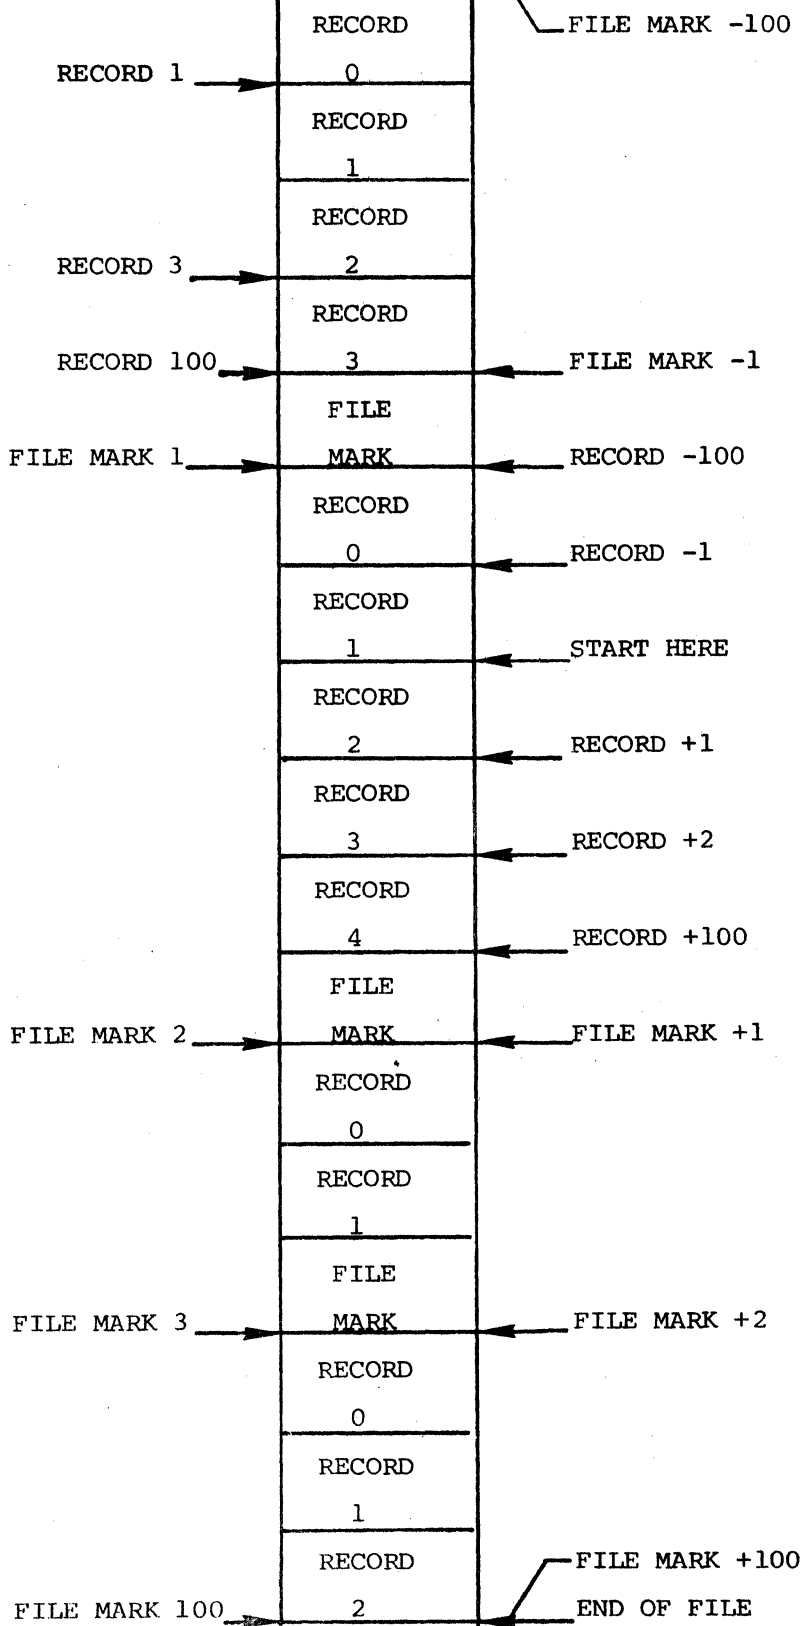 RECORD FILE MARK -100
RECORD 1 0
RECORD
1
RECORD
RECORD 3 2
RECORD
RECORD 100 3 FILE MARK -1
FILE
FILE MARK 1 MARK RECORD -100
RECORD
0 RECORD -1
RECORD
1 START HERE
RECORD
2 RECORD +1
RECORD
3 RECORD +2
RECORD
4 RECORD +100
FILE
FILE MARK 2 MARK FILE MARK +1
RECORD
0
RECORD
1
FILE
FILE MARK 3 MARK FILE MARK +2
RECORD
0
RECORD
1
RECORD FILE MARK +100
FILE MARK 100 2 END OF FILE